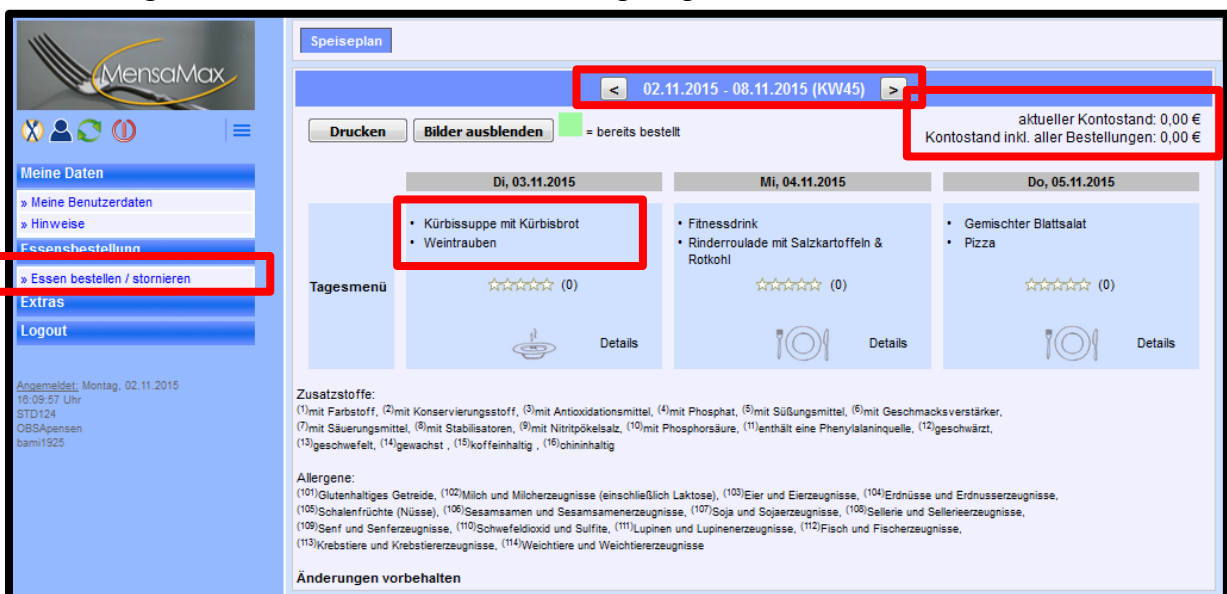 MensaMax
Meine Daten
» Meine Benutzerdaten
» Hinweise
Essensbestellung
» Essen bestellen / stornieren
Extras
Logout
Angemeldet: Montag, 02.11.2015
16:09:57 Uhr
STD124
OBSApensen
bami1925
Speiseplan
< 02.11.2015 - 08.11.2015 (KW45) >
Drucken Bilder ausblenden = bereits bestellt
aktueller Kontostand: 0,00 €
Kontostand inkl. aller Bestellungen: 0,00 €
Di, 03.11.2015 Mi, 04.11.2015 Do, 05.11.2015
Tagesmenü
• Kürbissuppe mit Kürbisbrot
• Weintrauben
(0)
Details
• Fitnessdrink
• Rinderroulade mit Salzkartoffeln &
Rotkohl
(0)
Details
• Gemischter Blattsalat
• Pizza
(0)
Details
Zusatzstoffe:
(1)mit Farbstoff, (2)mit Konservierungsstoff, (3)mit Antioxidationsmittel, (4)mit Phosphat, (5)mit Süßungsmittel, (6)mit Geschmacksverstärker,
(7)mit Säuerungsmittel, (8)mit Stabilisatoren, (9)mit Nitritpökelsalz, (10)mit Phosphorsäure, (11)enthält eine Phenylalaninquelle, (12)geschwärzt,
(13)geschwefelt, (14)gewachst , (15)koffeinhaltig , (16)chininhaltig
Allergene:
(101)Glutenhaltiges Getreide, (102)Milch und Milcherzeugnisse (einschließlich Laktose), (103)Eier und Eierzeugnisse, (104)Erdnüsse und Erdnusserzeugnisse,
(105)Schalenfrüchte (Nüsse), (106)Sesamsamen und Sesamsamenerzeugnisse, (107)Soja und Sojaerzeugnisse, (108)Sellerie und Sellerieerzeugnisse,
(109)Senf und Senferzeugnisse, (110)Schwefeldioxid und Sulfite, (111)Lupinen und Lupinenerzeugnisse, (112)Fisch und Fischerzeugnisse,
(113)Krebstiere und Krebstiererzeugnisse, (114)Weichtiere und Weichtiererzeugnisse
Änderungen vorbehalten